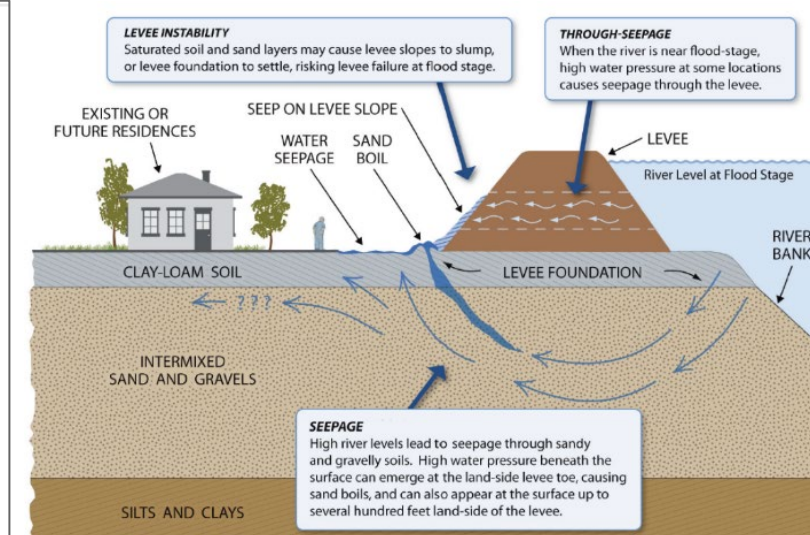 LEVEE INSTABILITY
Saturated soil and sand layers may cause levee slopes to slump,
or levee foundation to settle, risking levee failure at flood stage.
THROUGH-SEEPAGE
When the river is near flood-stage,
high water pressure at some locations
causes seepage through the levee.
EXISTING OR
FUTURE RESIDENCES
SEEP ON LEVEE SLOPE
WATER
SEEPAGE
SAND
BOIL
LEVEE
River Level at Flood Stage
RIVER
BANK
CLAY-LOAM SOIL
LEVEE FOUNDATION
? ? ?
INTERMIXED
SAND AND GRAVELS
SEEPAGE
High river levels lead to seepage through sandy
and gravelly soils. High water pressure beneath the
surface can emerge at the land-side levee toe, causing
sand boils, and can also appear at the surface up to
several hundred feet land-side of the levee.
SILTS AND CLAYS